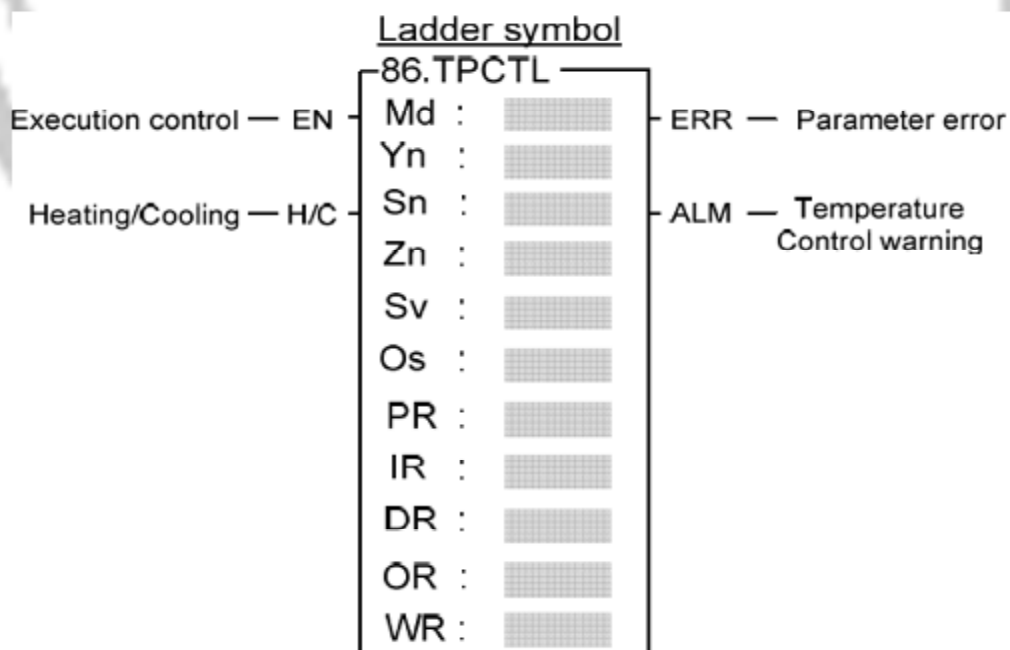 Ladder symbol
86.TPCTL
Execution control — EN
Md :
ERR — Parameter error
Yn :
Heating/Cooling — H/C
Sn :
ALM — Temperature
Control warning
Zn :
Sv :
Os :
PR :
IR :
DR :
OR :
WR :